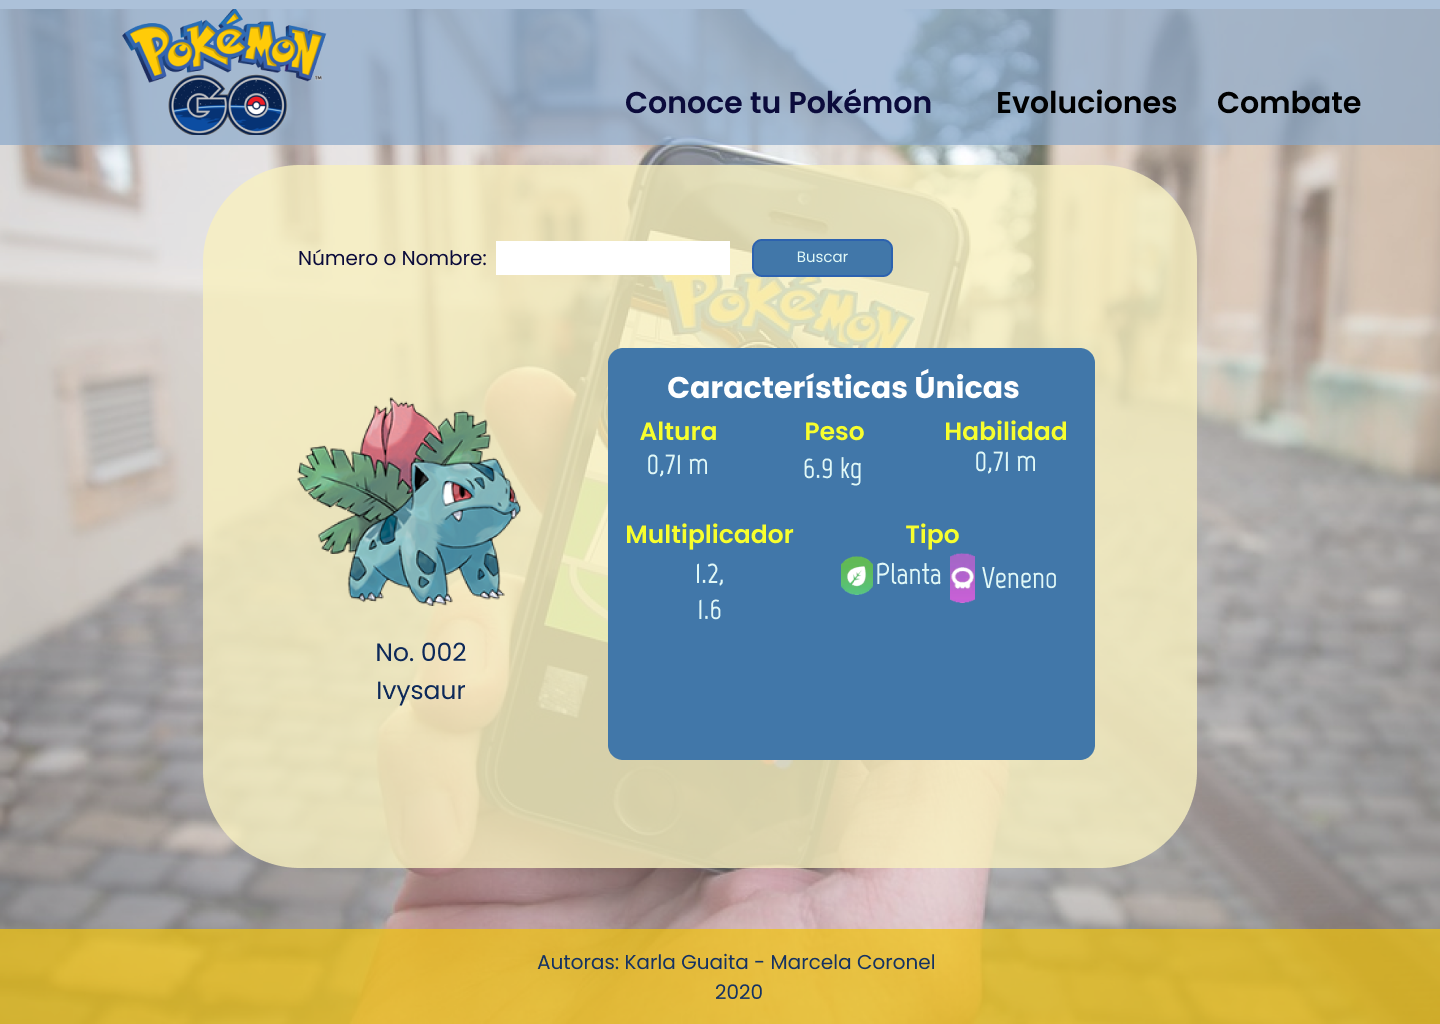 POKÉMON
GO
™
Conoce tu Pokémon Evoluciones Combate
Número o Nombre: Buscar
POKÉMON
Características Únicas
Altura Peso Habilidad
0,71 m 6.9 kg 0,71 m
Multiplicador Tipo
1.2, Planta Veneno
1.6
No. 002
Ivysaur
Autoras: Karla Guaita - Marcela Coronel
2020